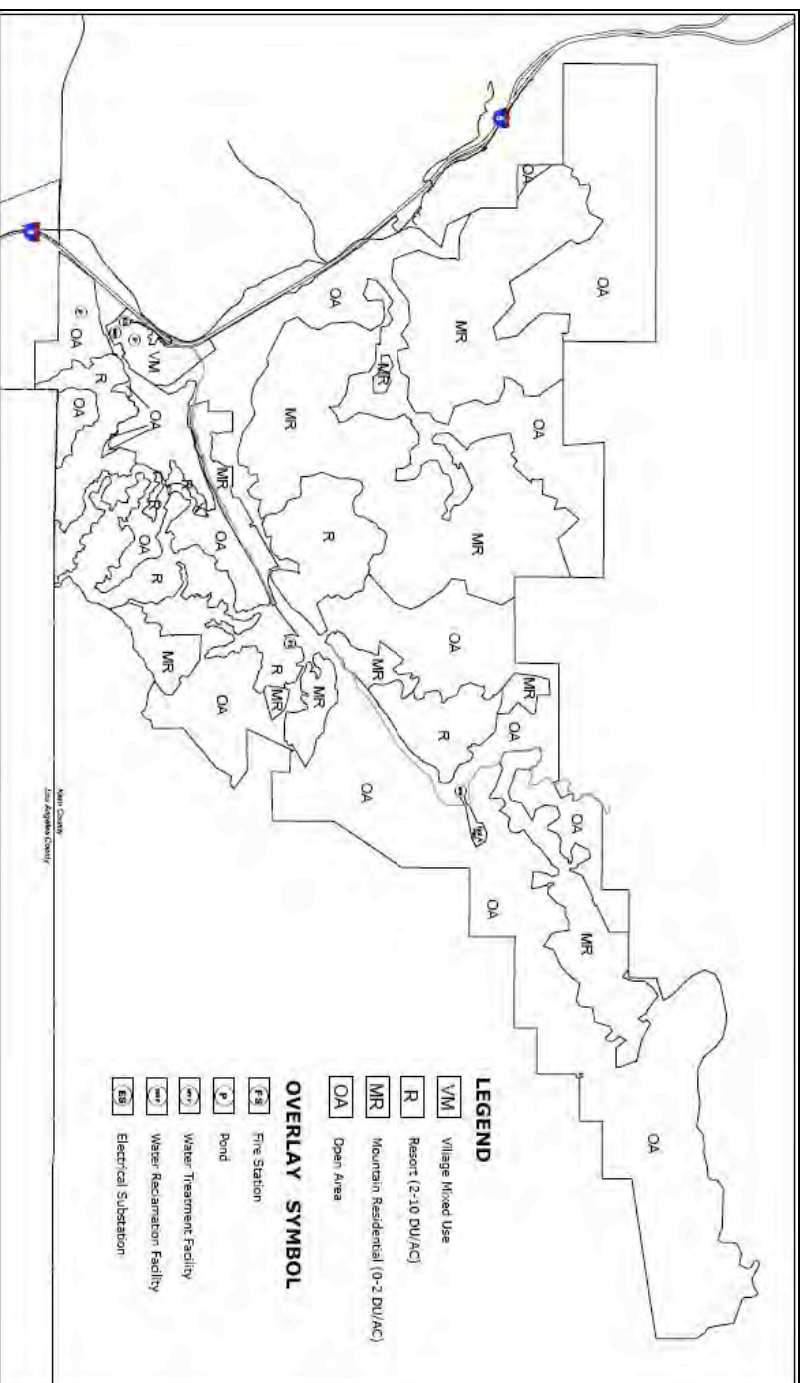 OA
OA
MR
OA
OA
MR
OA
OA
OA
MR
MR
OA
R
MR
MR
OA
OA
R
MR
MR
R
MR
MR
OA
OA
R
MR
OA
R
R
VM
OA
R
OA
OA
P
Kern County
Los Angeles County
LEGEND
VM Village Mixed Use
R Resort (2-10 DU/AC)
MR Mountain Residential (0-2 DU/AC)
OA Open Area
OVERLAY SYMBOL
FS Fire Station
P Pond
WTF Water Treatment Facility
WRF Water Reclamation Facility
ES Electrical Substation